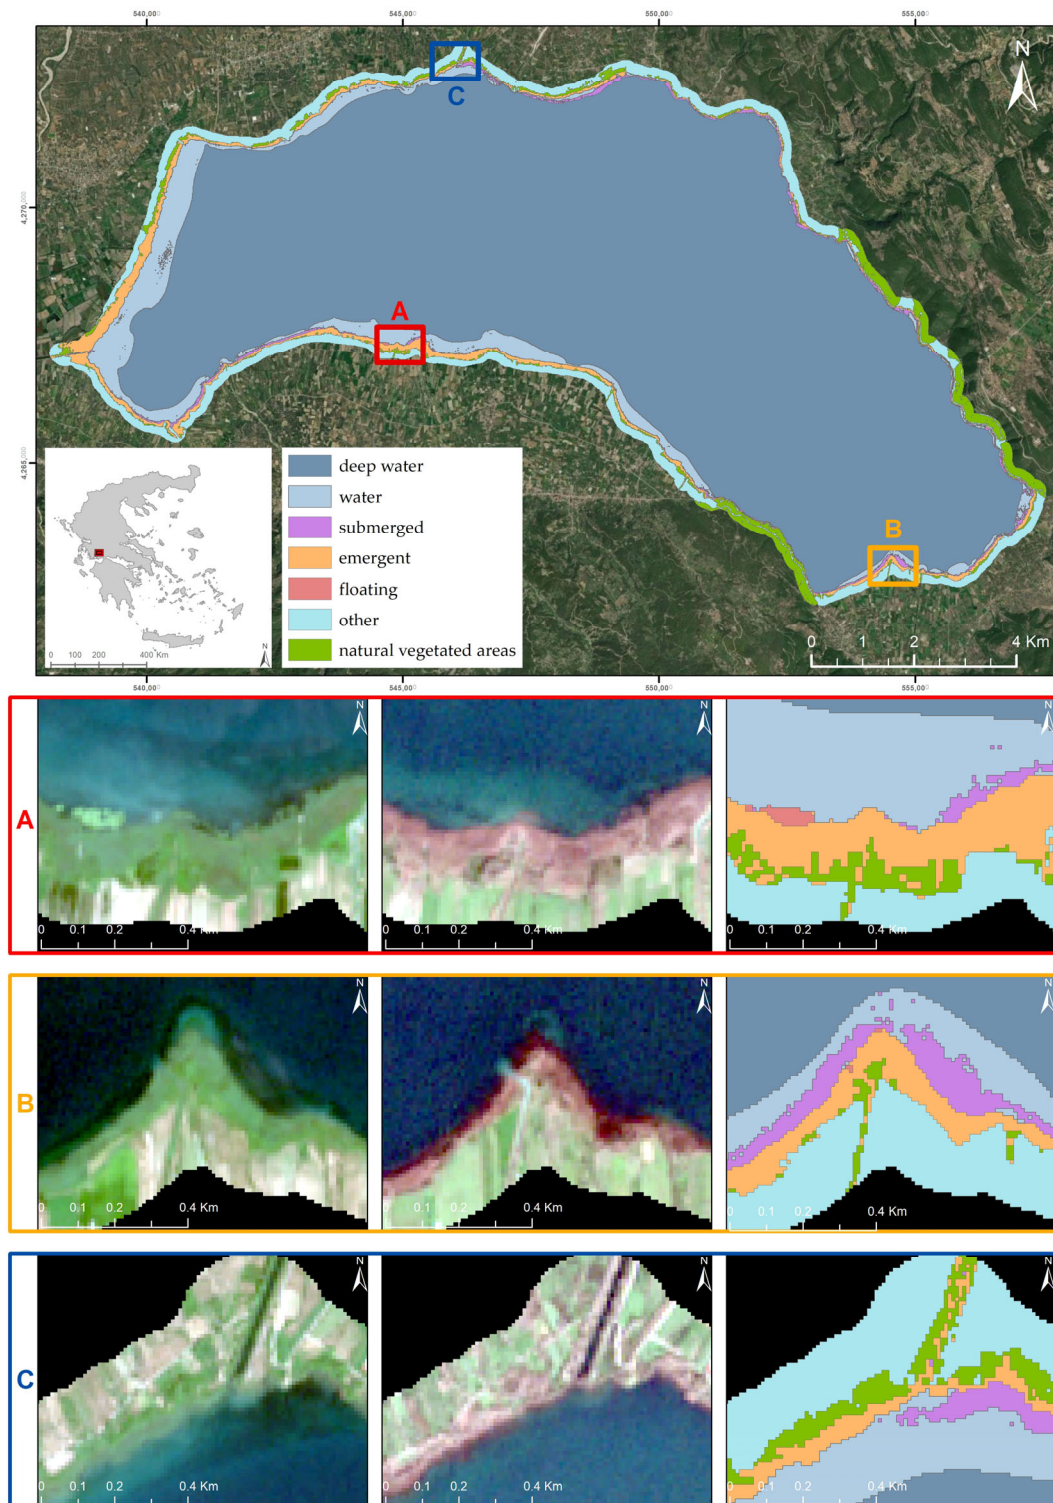 540,000 545,000 550,000 555,000
N
C
4,270,000
A
4,265,000
B
deep water
water
submerged
emergent
floating
other
natural vegetated areas
0 200 400 Km
N
0 1 2 4 Km
540,000 545,000 550,000 555,000
A
N N N
0 0.1 0.2 0.4 Km
0 0.1 0.2 0.4 Km
0 0.1 0.2 0.4 Km
B
N N N
0 0.1 0.2 0.4 Km
0 0.1 0.2 0.4 Km
0 0.1 0.2 0.4 Km
C
N N N
0 0.1 0.2 0.4 Km
0 0.1 0.2 0.4 Km
0 0.1 0.2 0.4 Km